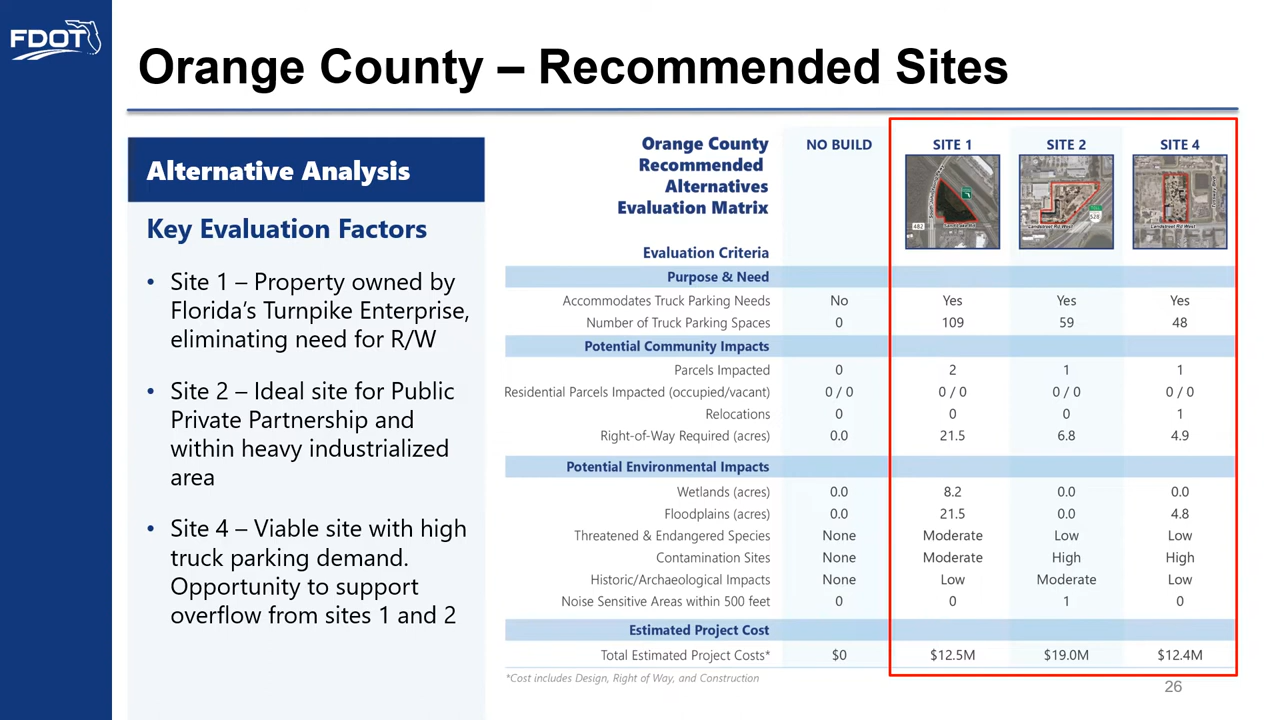 FDOT
Orange County – Recommended Sites
Alternative Analysis
Key Evaluation Factors
• Site 1 – Property owned by
Florida's Turnpike Enterprise,
eliminating need for R/W
• Site 2 – Ideal site for Public
Private Partnership and
within heavy industrialized
area
• Site 4 – Viable site with high
truck parking demand.
Opportunity to support
overflow from sites 1 and 2
Orange County
Recommended
Alternatives
Evaluation Matrix
NO BUILD SITE 1 SITE 2 SITE 4
482
Landstreet Rd West
528
Landstreet Rd West
Evaluation Criteria
Purpose & Need
Accommodates Truck Parking Needs No Yes Yes Yes
Number of Truck Parking Spaces 0 109 59 48
Potential Community Impacts
Parcels Impacted 0 2 1 1
Residential Parcels Impacted (occupied/vacant) 0 / 0 0 / 0 0 / 0 0 / 0
Relocations 0 0 0 1
Right-of-Way Required (acres) 0.0 21.5 6.8 4.9
Potential Environmental Impacts
Wetlands (acres) 0.0 8.2 0.0 0.0
Floodplains (acres) 0.0 21.5 0.0 4.8
Threatened & Endangered Species None Moderate Low Low
Contamination Sites None Moderate High High
Historic/Archaeological Impacts None Low Moderate Low
Noise Sensitive Areas within 500 feet 0 0 1 0
Estimated Project Cost
Total Estimated Project Costs* $0 $12.5M $19.0M $12.4M
*Cost includes Design, Right of Way, and Construction
26